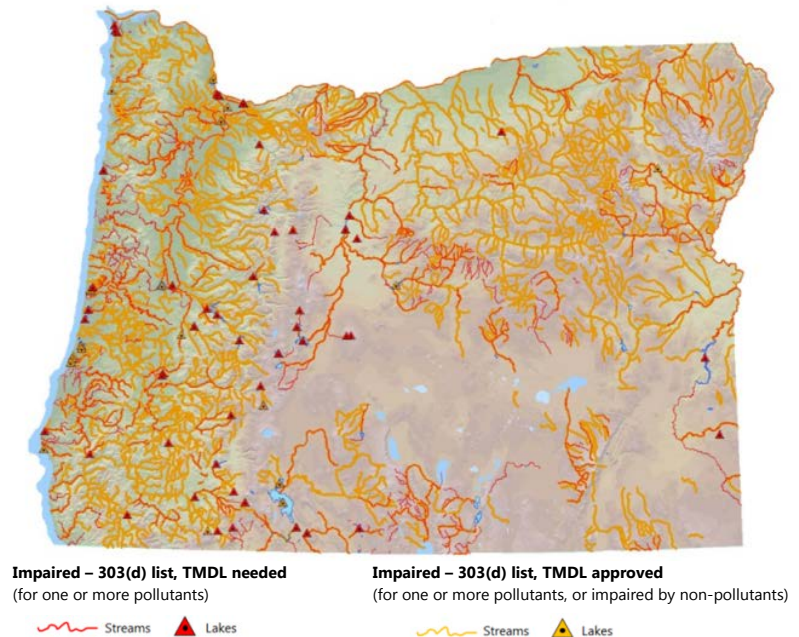 Impaired – 303(d) list, TMDL needed
(for one or more pollutants)
Streams
Lakes
Impaired – 303(d) list, TMDL approved
(for one or more pollutants, or impaired by non-pollutants)
Streams
Lakes